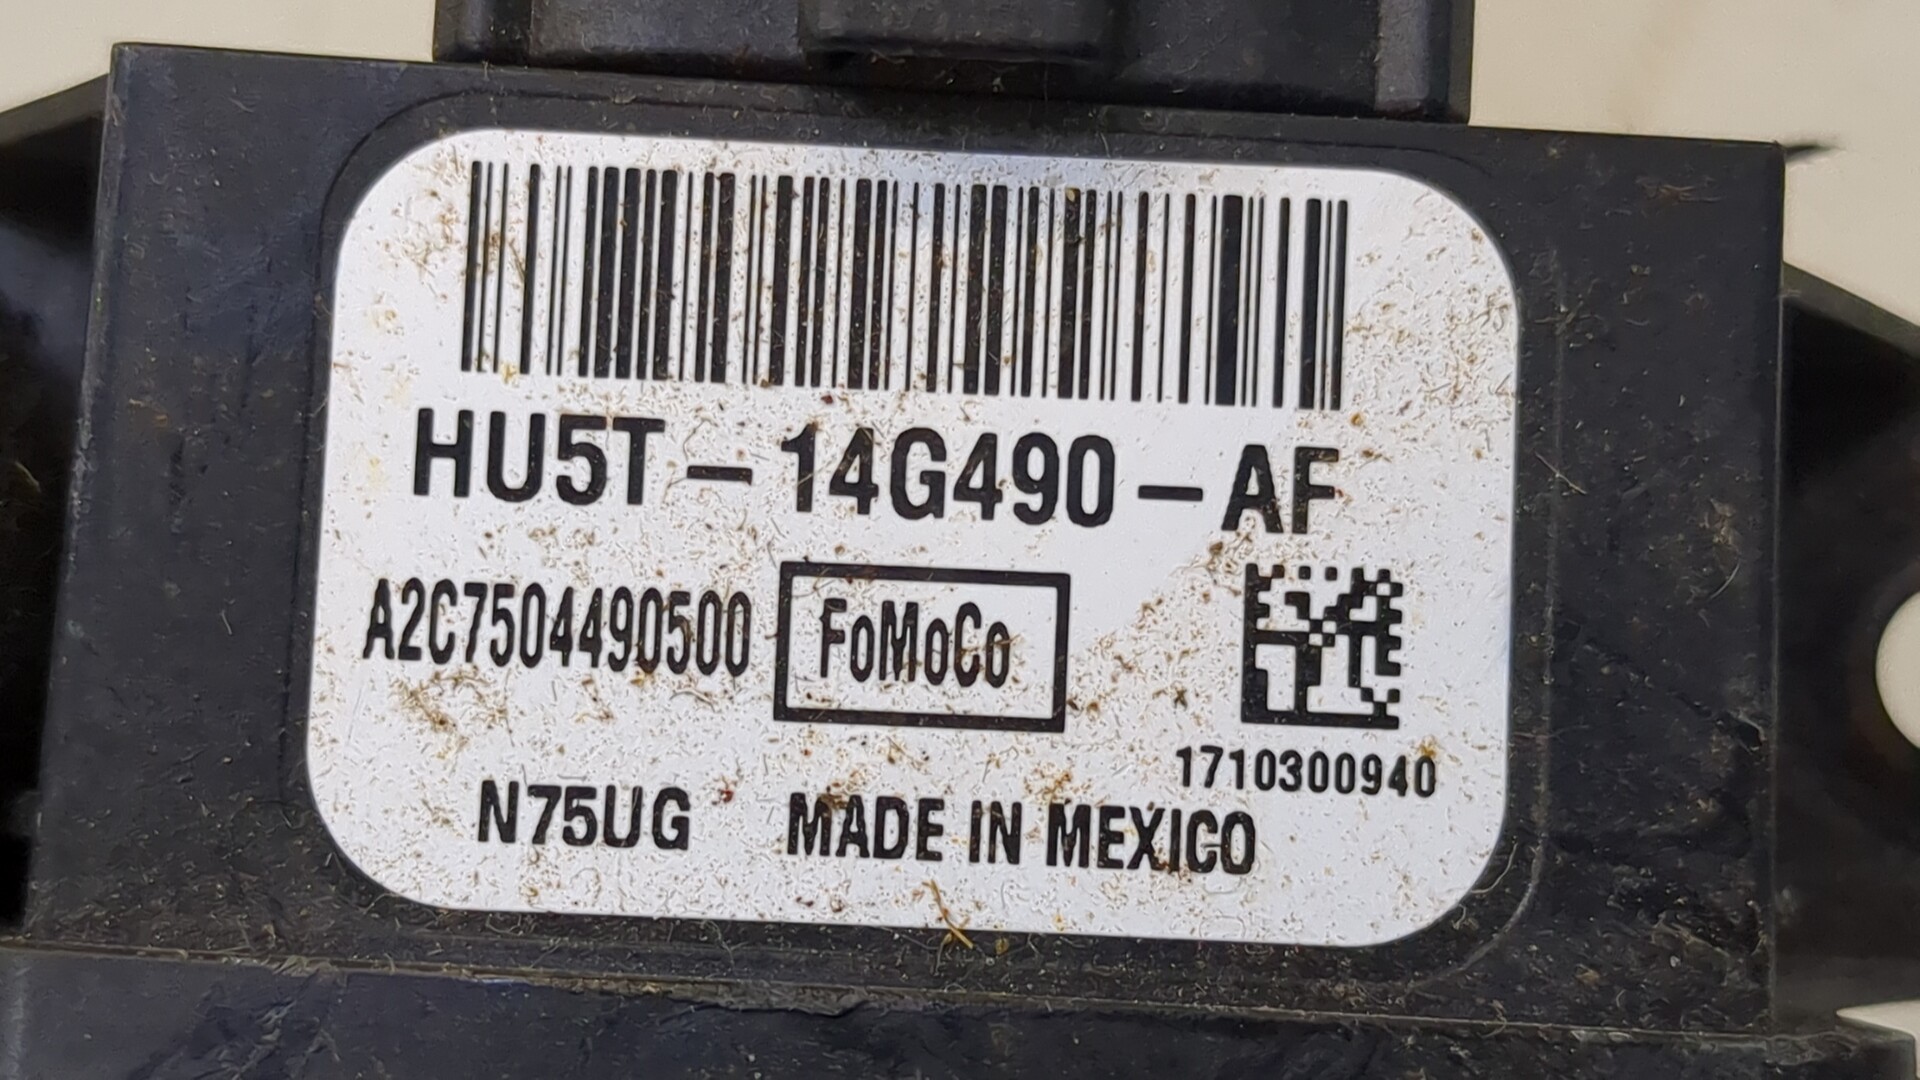 HU5T-14G490-AF
A2C7504490500 FoMoCo
1710300940
N75UG MADE IN MEXICO